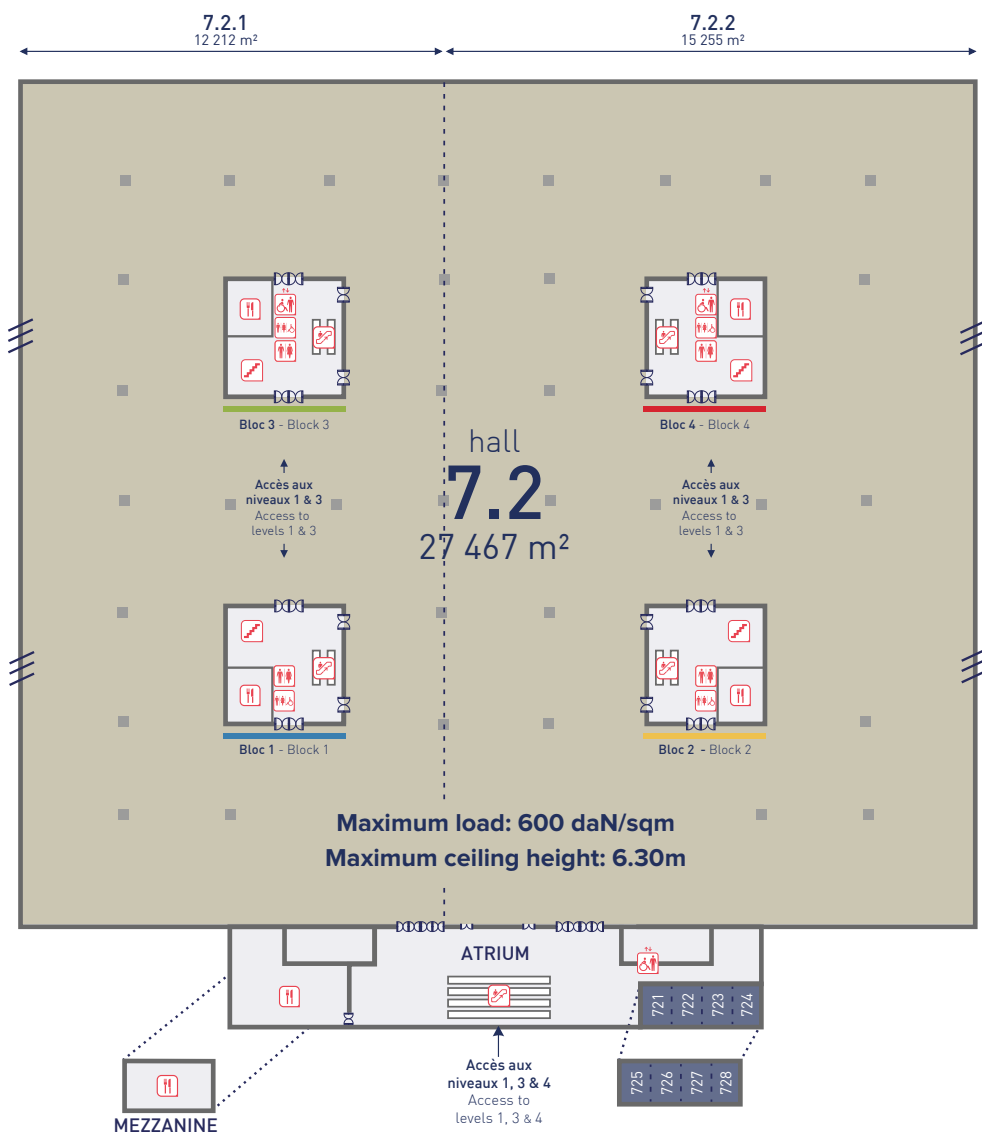 7.2.1
12 212 m²
7.2.2
15 255 m²
Bloc 3 - Block 3
Bloc 4 - Block 4
Accès aux
niveaux 1 & 3
Access to
levels 1 & 3
hall
7.2
27 467 m²
Accès aux
niveaux 1 & 3
Access to
levels 1 & 3
Bloc 1 - Block 1
Bloc 2 - Block 2
Maximum load: 600 daN/sqm
Maximum ceiling height: 6.30m
ATRIUM
721
722
723
724
725
726
727
728
Accès aux
niveaux 1, 3 & 4
Access to
levels 1, 3 & 4
MEZZANINE